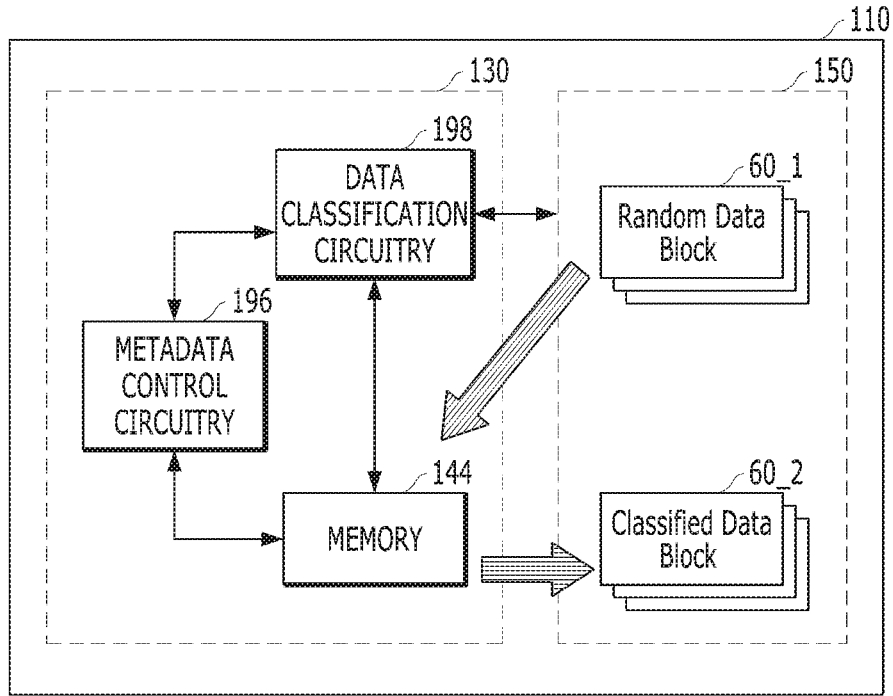 110
130
150
198
DATA
CLASSIFICATION
CIRCUITRY
60_1
Random Data
Block
196
METADATA
CONTROL
CIRCUITRY
144
MEMORY
60_2
Classified Data
Block